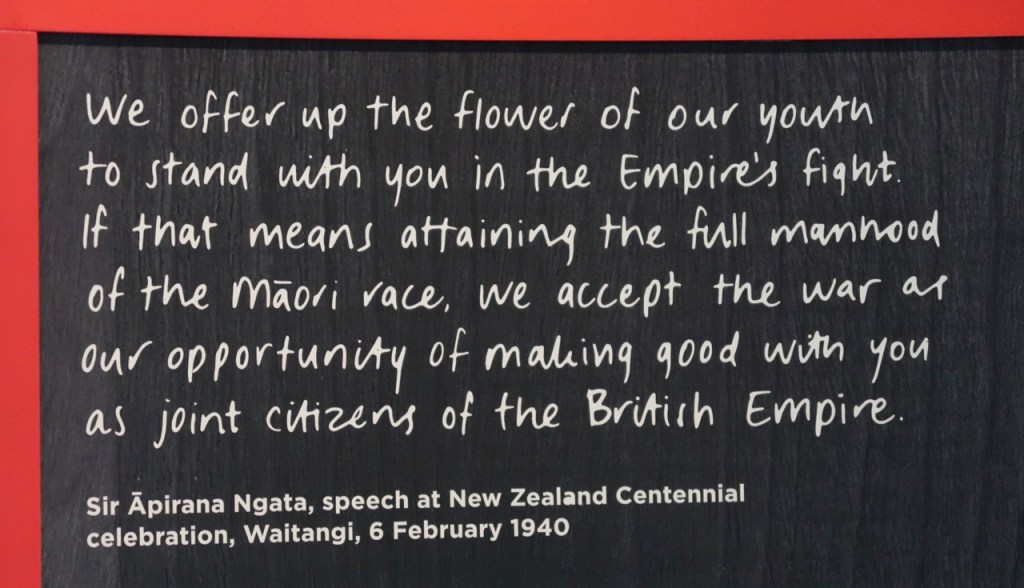 We offer up the flower of our youth
to stand with you in the Empire's fight.
If that means attaining the full manhood
of the Māori race, we accept the war as
our opportunity of making good with you
as joint citizens of the British Empire.
Sir Āpirana Ngata, speech at New Zealand Centennial
celebration, Waitangi, 6 February 1940